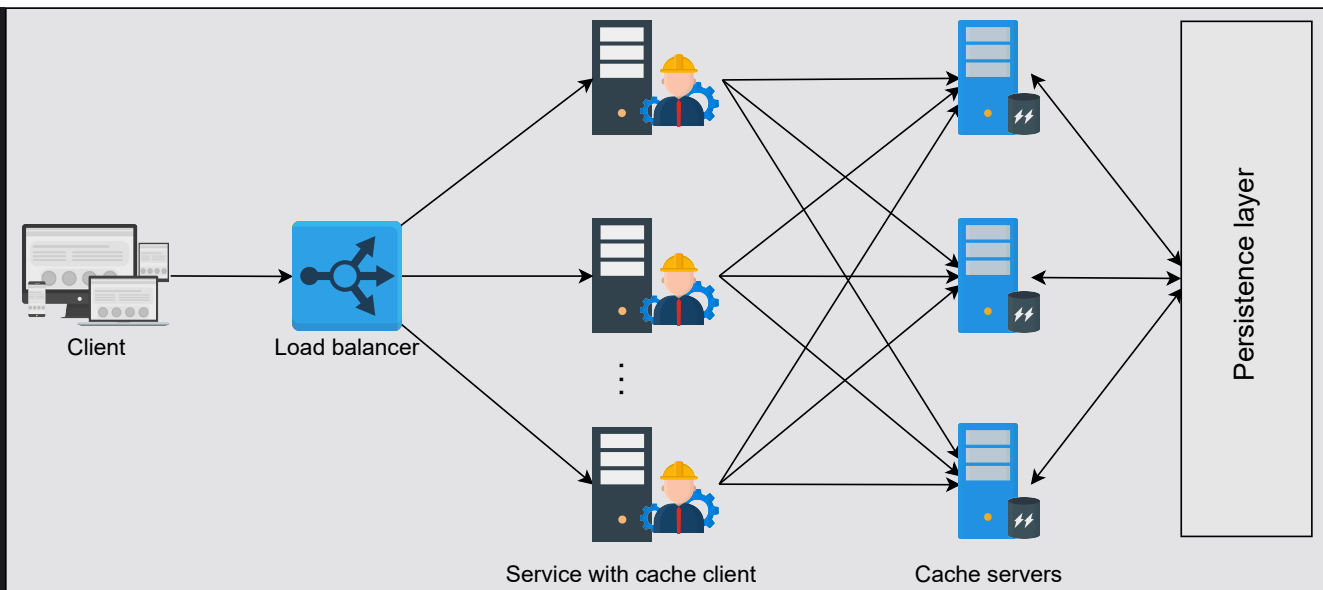 Client
Load balancer
Service with cache client
Cache servers
Persistence layer